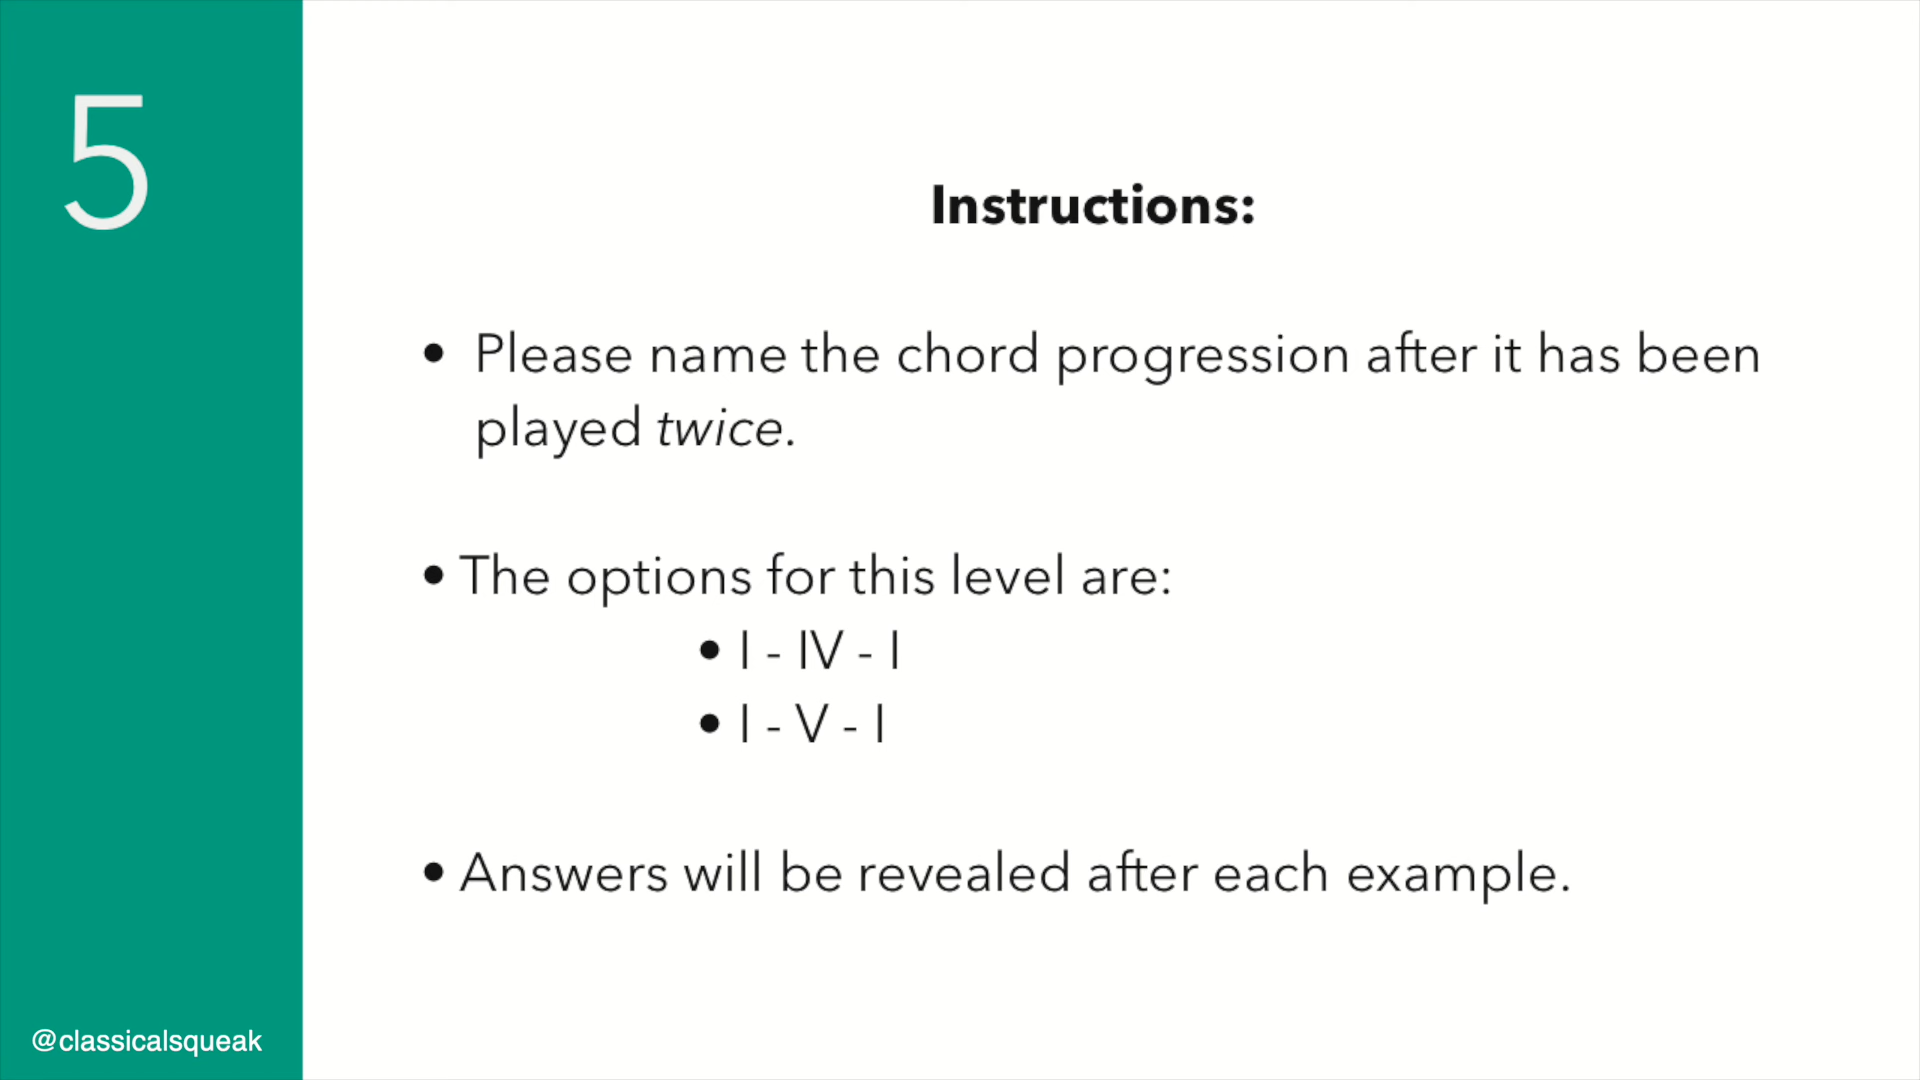 5
Instructions:
• Please name the chord progression after it has been
played twice.
• The options for this level are:
• I - IV - I
• I - V - I
• Answers will be revealed after each example.
@classicalsqueak